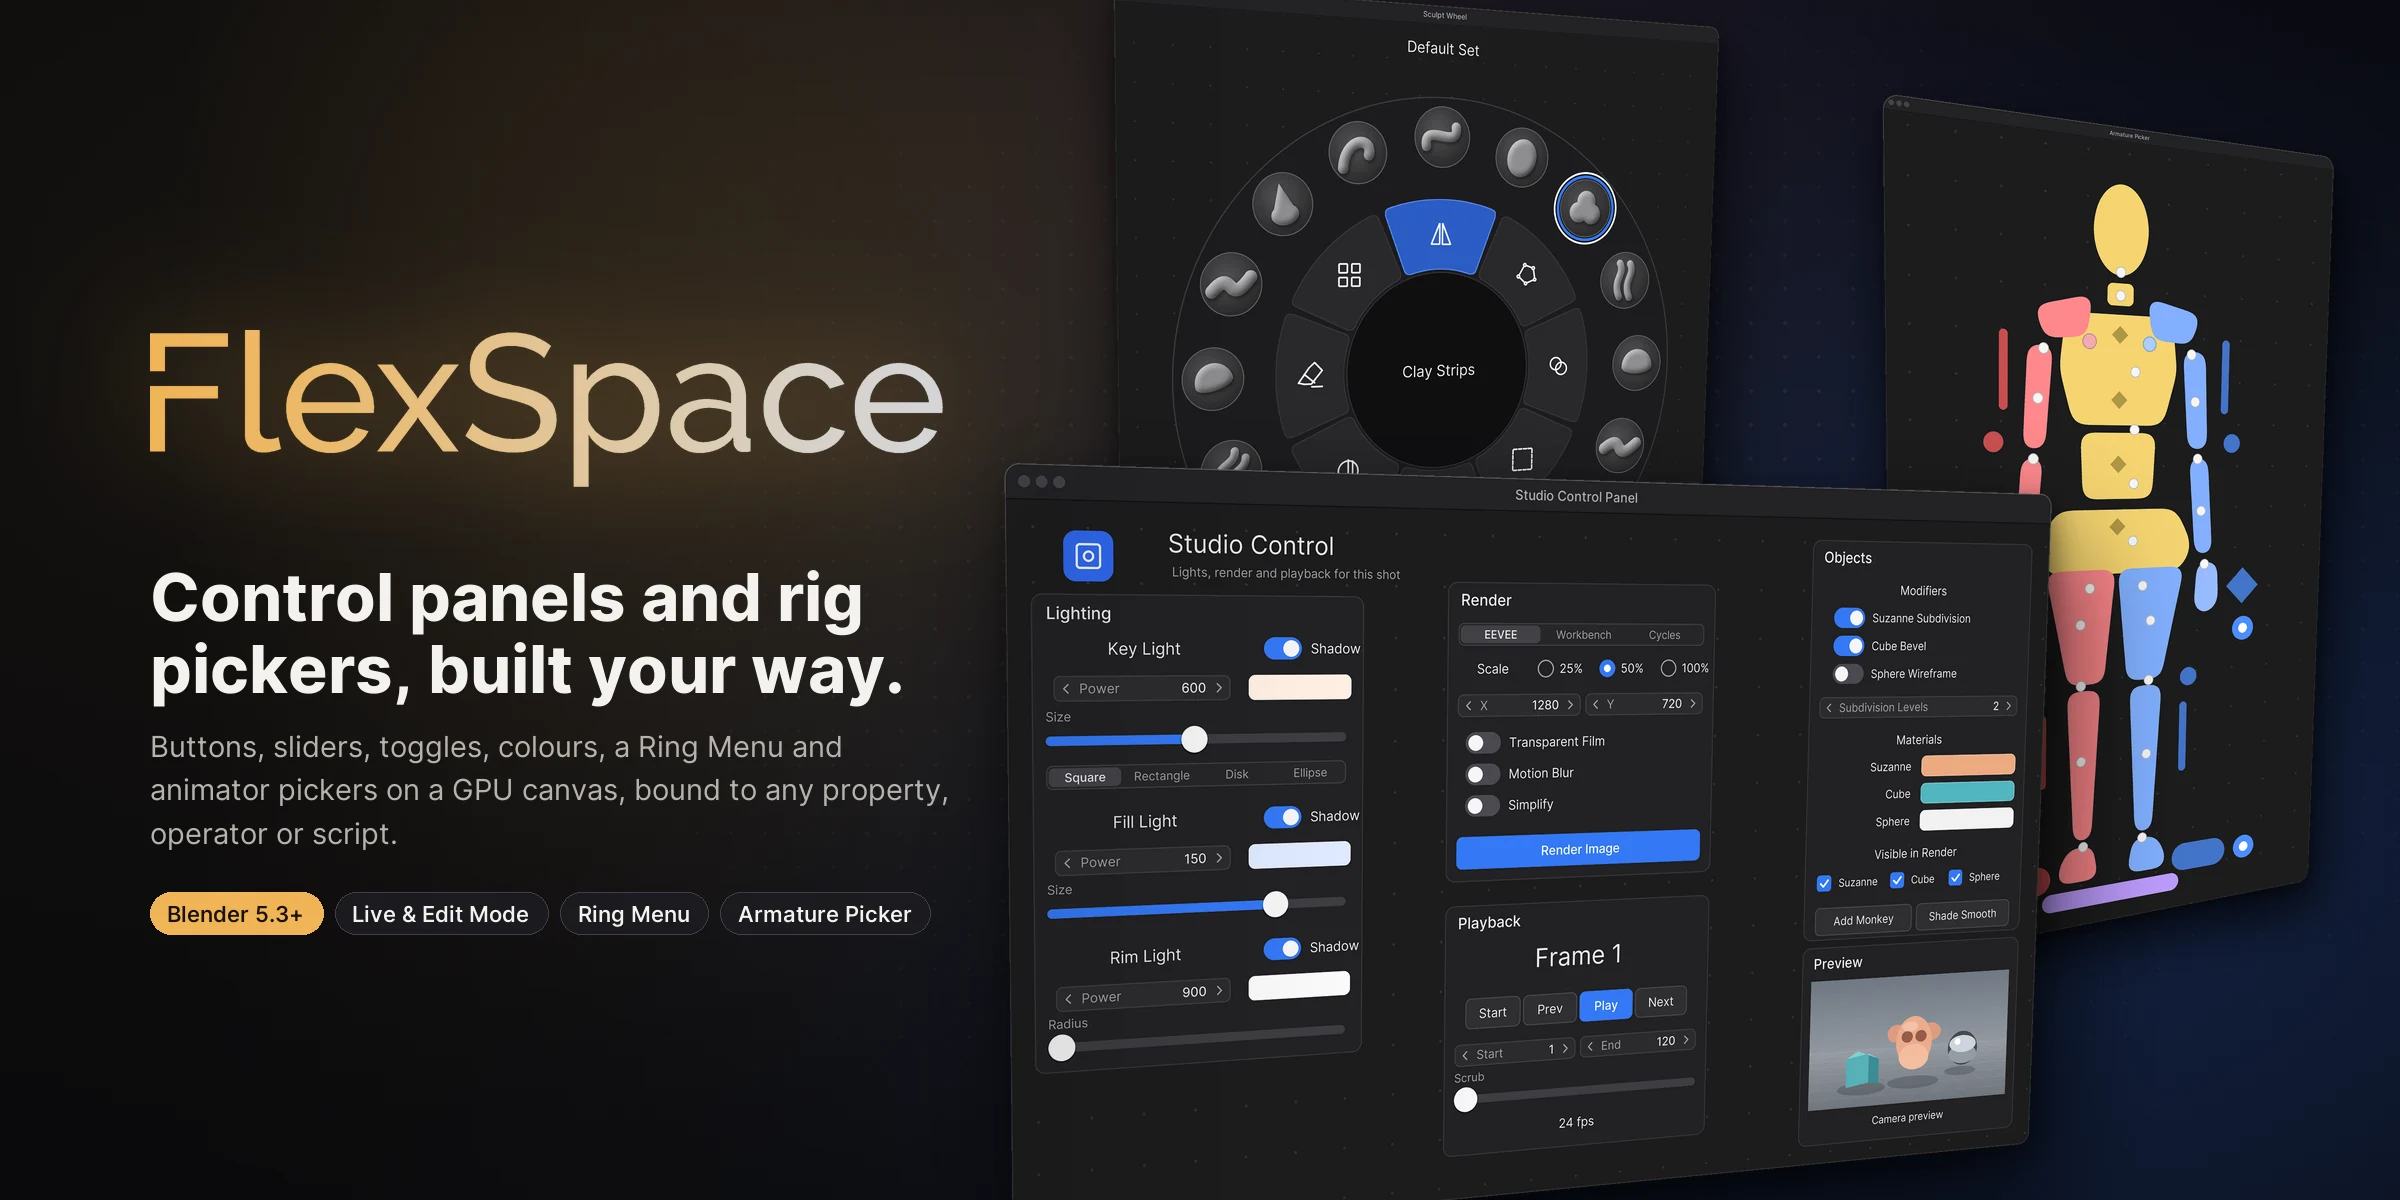 FlexSpace
Control panels and rig
pickers, built your way.
Buttons, sliders, toggles, colours, a Ring Menu and
animator pickers on a GPU canvas, bound to any property,
operator or script.
Blender 5.3+
Live & Edit Mode
Ring Menu
Armature Picker
Sculpt Wheel
Default Set
Clay Strips
Armature Picker
Studio Control Panel
Studio Control
Lights, render and playback for this shot
Lighting
Key Light
Shadow
Power 600
Size
Square Rectangle Disk Ellipse
Fill Light
Shadow
Power 150
Size
Rim Light
Shadow
Power 900
Radius
Render
EEVEE Workbench Cycles
Scale 25% 50% 100%
X 1280 Y 720
Transparent Film
Motion Blur
Simplify
Render Image
Playback
Frame 1
Start Prev Play Next
Start 1 End 120
Scrub
24 fps
Objects
Modifiers
Suzanne Subdivision
Cube Bevel
Sphere Wireframe
Subdivision Levels 2
Materials
Suzanne
Cube
Sphere
Visible in Render
Suzanne Cube Sphere
Add Monkey Shade Smooth
Preview
Camera preview